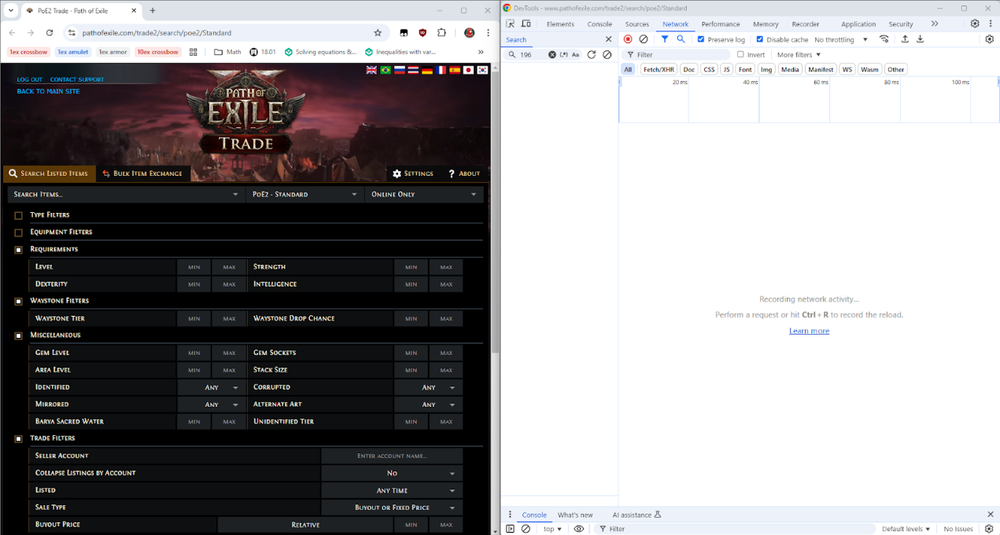 PoE2 Trade - Path of Exile
pathofexile.com/trade2/search/poe2/Standard
1ex crossbow
1ex amulet
1ex armor
10ex crossbow
Math
18.01
Solving equations &...
Inequalities with var...
»
LOG OUT
CONTACT SUPPORT
BACK TO MAIN SITE
PATH OF
EXILE
TRADE
Search Listed Items
Bulk Item Exchange
Settings
? About
Search Items...
PoE2 - Standard
Online Only
Type Filters
Equipment Filters
Requirements
Level MIN MAX Strength MIN MAX
Dexterity MIN MAX Intelligence MIN MAX
Waystone Filters
Waystone Tier MIN MAX Waystone Drop Chance MIN MAX
Miscellaneous
Gem Level MIN MAX Gem Sockets MIN MAX
Area Level MIN MAX Stack Size MIN MAX
Identified Any Corrupted Any
Mirrored Any Alternate Art Any
Barya Sacred Water MIN MAX Unidentified Tier MIN MAX
Trade Filters
Seller Account Enter account name...
Collapse Listings by Account No
Listed Any Time
Sale Type Buyout or Fixed Price
Buyout Price Relative MIN MAX
DevTools - www.pathofexile.com/trade2/search/poe2/Standard
Elements Console Sources Network Performance Memory Recorder Application Security »
Search
Preserve log Disable cache No throttling
196 (.*) Aa
Filter Invert More filters
All Fetch/XHR Doc CSS JS Font Img Media Manifest WS Wasm Other
20 ms 40 ms 60 ms 80 ms 100 ms
Recording network activity...
Perform a request or hit Ctrl + R to record the reload.
Learn more
Console What's new AI assistance
top Filter Default levels No Issues